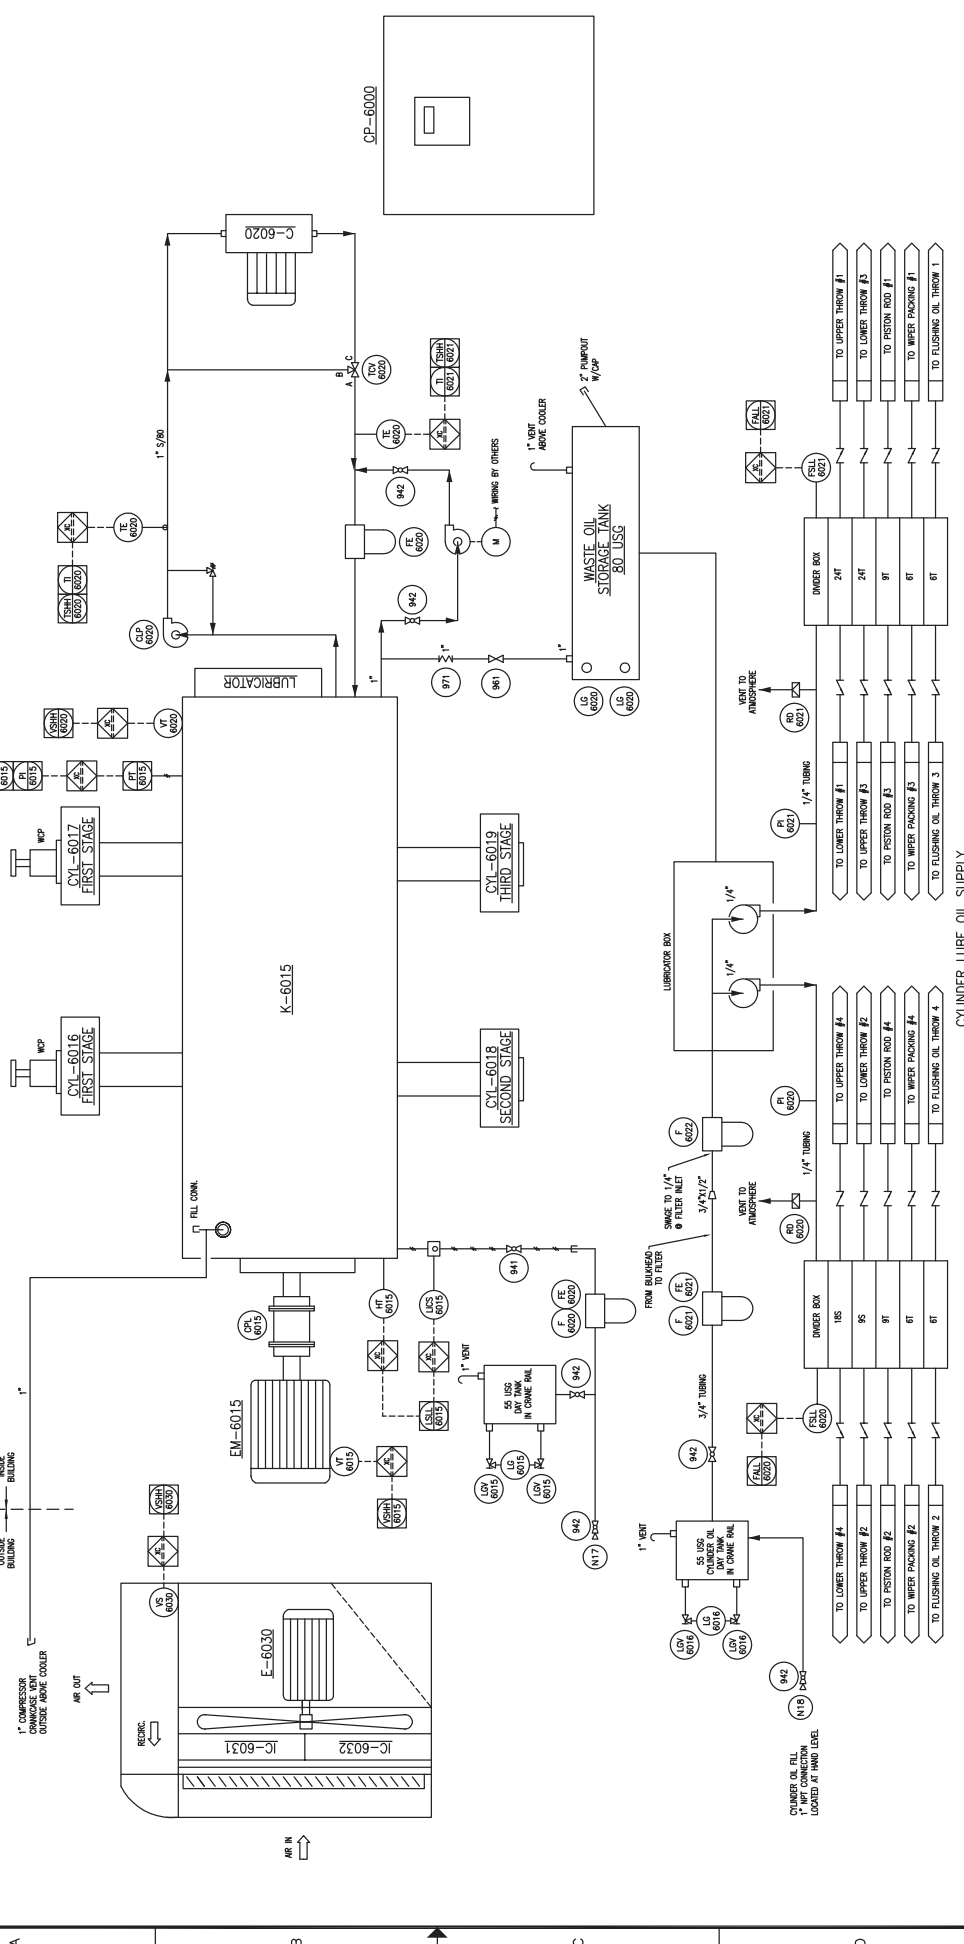 CP-6000
C-6020
1" S/80
B
C
A
TCV
6020
TSHH
6021
TI
6021
XC
TE
6020
942
WIRING BY OTHERS
M
FE
6020
942
XC
TE
6020
TI
6020
TSHH
6020
CLP
6020
LUBRICATOR
1"
1"
971
961
1"
WASTE OIL
STORAGE TANK
80 USG
LG
6020
LG
6020
1" VENT
ABOVE COOLER
2" PUMPOUT
W/CAP
VSHH
6020
XC
VT
6020
6015
PI
6015
XC
PT
6015
WCP
CYL-6017
FIRST STAGE
WCP
CYL-6016
FIRST STAGE
CYL-6019
THIRD STAGE
CYL-6018
SECOND STAGE
K-6015
FILL CONN.
1"
INSIDE
BUILDING
OUTSIDE
BUILDING
1" COMPRESSOR
CRANKCASE VENT
OUTSIDE ABOVE COOLER
CPL
6015
EM-6015
VT
6015
XC
VSHH
6015
HT
6015
XC
LICS
6015
XC
LSLL
6015
941
FE
6020
F
6020
1" VENT
55 USG
DAY TANK
IN CRANE RAIL
942
LGV
6015
LG
6015
LGV
6015
942
N17
VSHH
6030
XC
VS
6030
E-6030
IC-6031
IC-6032
AIR OUT
RECIRC.
AIR IN
LUBRICATOR BOX
1/4"
1/4"
F
6022
SWAGE TO 1/4"
@ FILTER INLET
3/4"X1/2"
FROM BULKHEAD
TO FILTER
FE
6021
F
6021
3/4" TUBING
942
1" VENT
55 USG
CYLINDER OIL
DAY TANK
IN CRANE RAIL
LGV
6016
LG
6016
LGV
6016
942
N18
CYLINDER OIL FILL
1" NPT CONNECTION
LOCATED AT HAND LEVEL
FALL
6021
XC
FSLL
6021
DIVIDER BOX
24T
24T
9T
6T
6T
TO UPPER THROW #1
TO LOWER THROW #3
TO PISTON ROD #1
TO WIPER PACKING #1
TO FLUSHING OIL THROW 1
VENT TO
ATMOSPHERE
RD
6021
1/4" TUBING
PI
6021
TO LOWER THROW #1
TO UPPER THROW #3
TO PISTON ROD #3
TO WIPER PACKING #3
TO FLUSHING OIL THROW 3
CYLINDER LUBE OIL SUPPLY
PI
6020
1/4" TUBING
VENT TO
ATMOSPHERE
RD
6020
TO UPPER THROW #4
TO LOWER THROW #2
TO PISTON ROD #4
TO WIPER PACKING #4
TO FLUSHING OIL THROW 4
DIVIDER BOX
18S
9S
9T
6T
6T
FSLL
6020
XC
FALL
6020
TO LOWER THROW #4
TO UPPER THROW #2
TO PISTON ROD #2
TO WIPER PACKING #2
TO FLUSHING OIL THROW 2
A
B
C
D